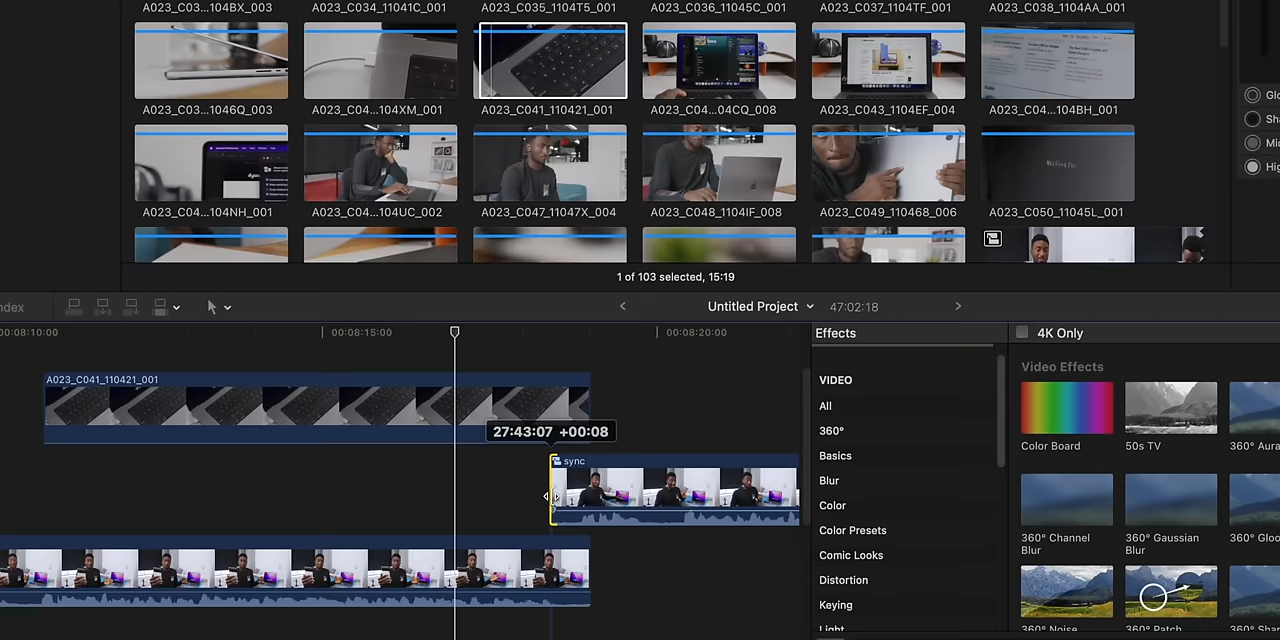 A023_C03...104BX_003
A023_C034_11041C_001
A023_C035_1104T5_001
A023_C036_11045C_001
A023_C037_1104TF_001
A023_C038_1104AA_001
A023_C03...1046Q_003
A023_C04...104XM_001
A023_C041_110421_001
A023_C04...04CQ_008
A023_C043_1104EF_004
A023_C04...104BH_001
A023_C04...104NH_001
A023_C04...104UC_002
A023_C047_11047X_004
A023_C048_1104IF_008
A023_C049_110468_006
A023_C050_11045L_001
Glo
Sha
Mic
Hig
1 of 103 selected, 15:19
ndex
Untitled Project
47:02:18
00:08:10:00
00:08:15:00
00:08:20:00
A023_C041_110421_001
27:43:07 +00:08
sync
Effects
VIDEO
All
360°
Basics
Blur
Color
Color Presets
Comic Looks
Distortion
Keying
Light
4K Only
Video Effects
Color Board
50s TV
360° Aura
360° Channel
Blur
360° Gaussian
Blur
360° Gloo
360° Noise
360° Patch
360° Shar